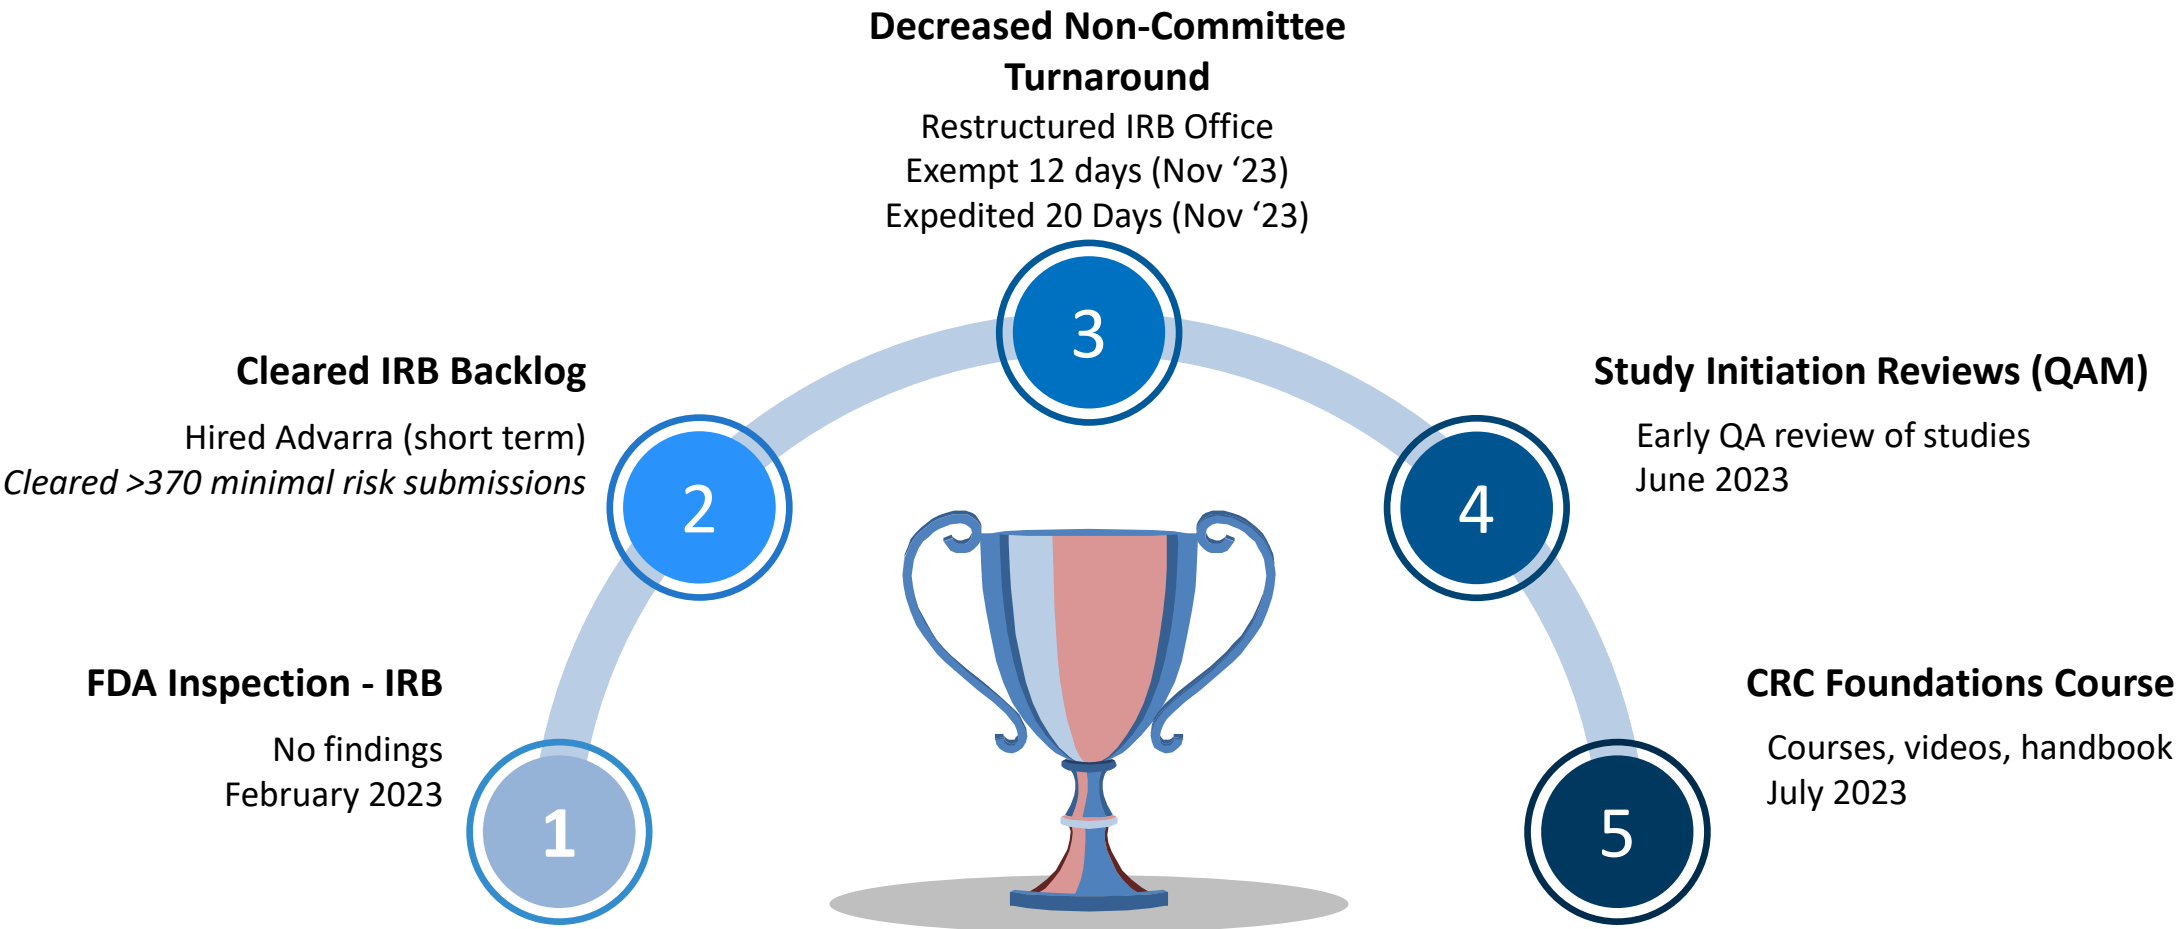 Decreased Non-Committee
Turnaround
Restructured IRB Office
Exempt 12 days (Nov ‘23)
Expedited 20 Days (Nov ‘23)
3
Cleared IRB Backlog
Hired Advarra (short term)
Cleared >370 minimal risk submissions
2
Study Initiation Reviews (QAM)
Early QA review of studies
June 2023
4
FDA Inspection - IRB
No findings
February 2023
1
CRC Foundations Course
Courses, videos, handbook
July 2023
5